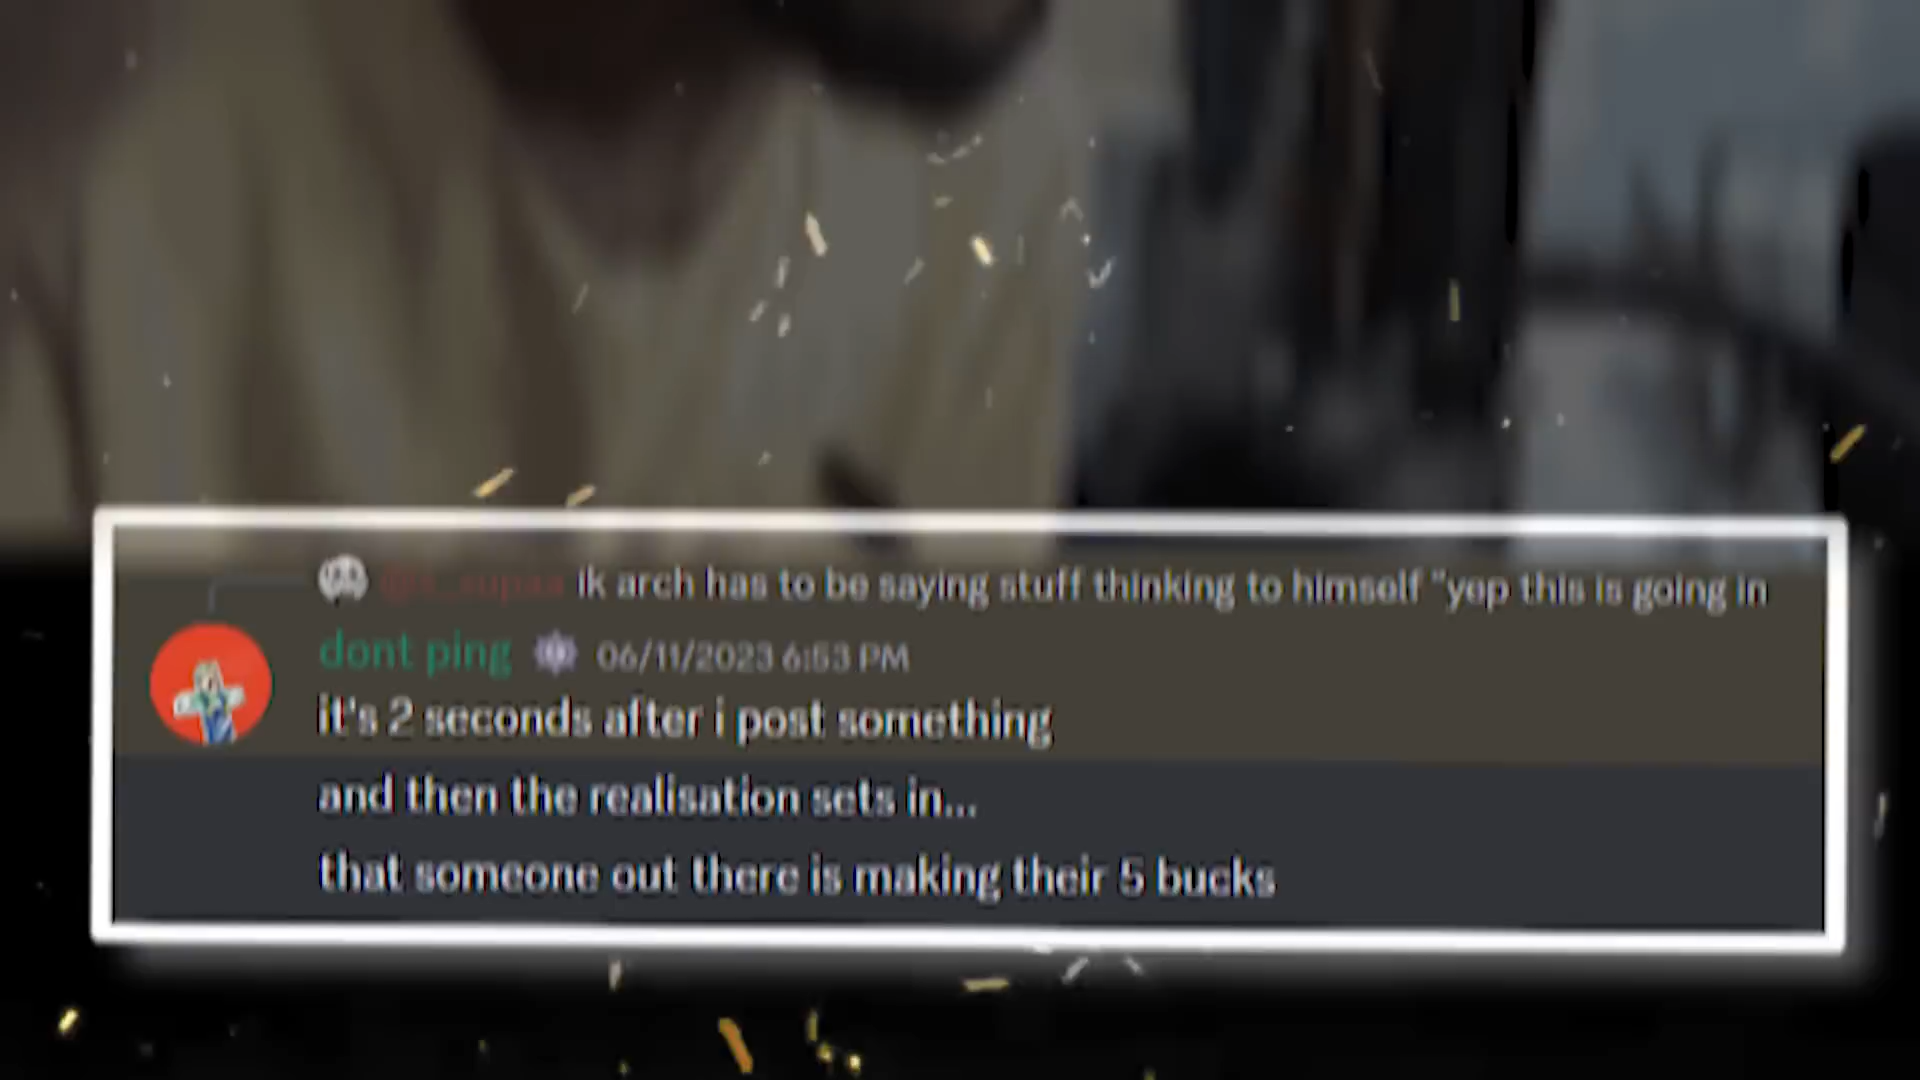 ik arch has to be saying stuff thinking to himself "yep this is going in
dont ping 06/11/2023 6:53 PM
it's 2 seconds after i post something
and then the realisation sets in...
that someone out there is making their 5 bucks